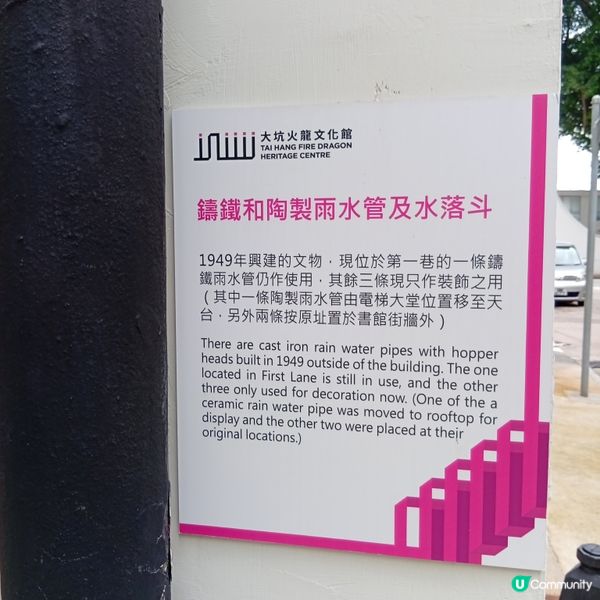 大坑火龍文化館
TAI HANG FIRE DRAGON
HERITAGE CENTRE
鑄鐵和陶製雨水管及水落斗
1949年興建的文物，現位於第一巷的一條鑄
鐵雨水管仍作使用，其餘三條現只作裝飾之用
（其中一條陶製雨水管由電梯大堂位置移至天
台，另外兩條按原址置於書館街牆外）
There are cast iron rain water pipes with hopper
heads built in 1949 outside of the building. The one
located in First Lane is still in use, and the other
three only used for decoration now. (One of the a
ceramic rain water pipe was moved to rooftop for
display and the other two were placed at their
original locations.)
U Community